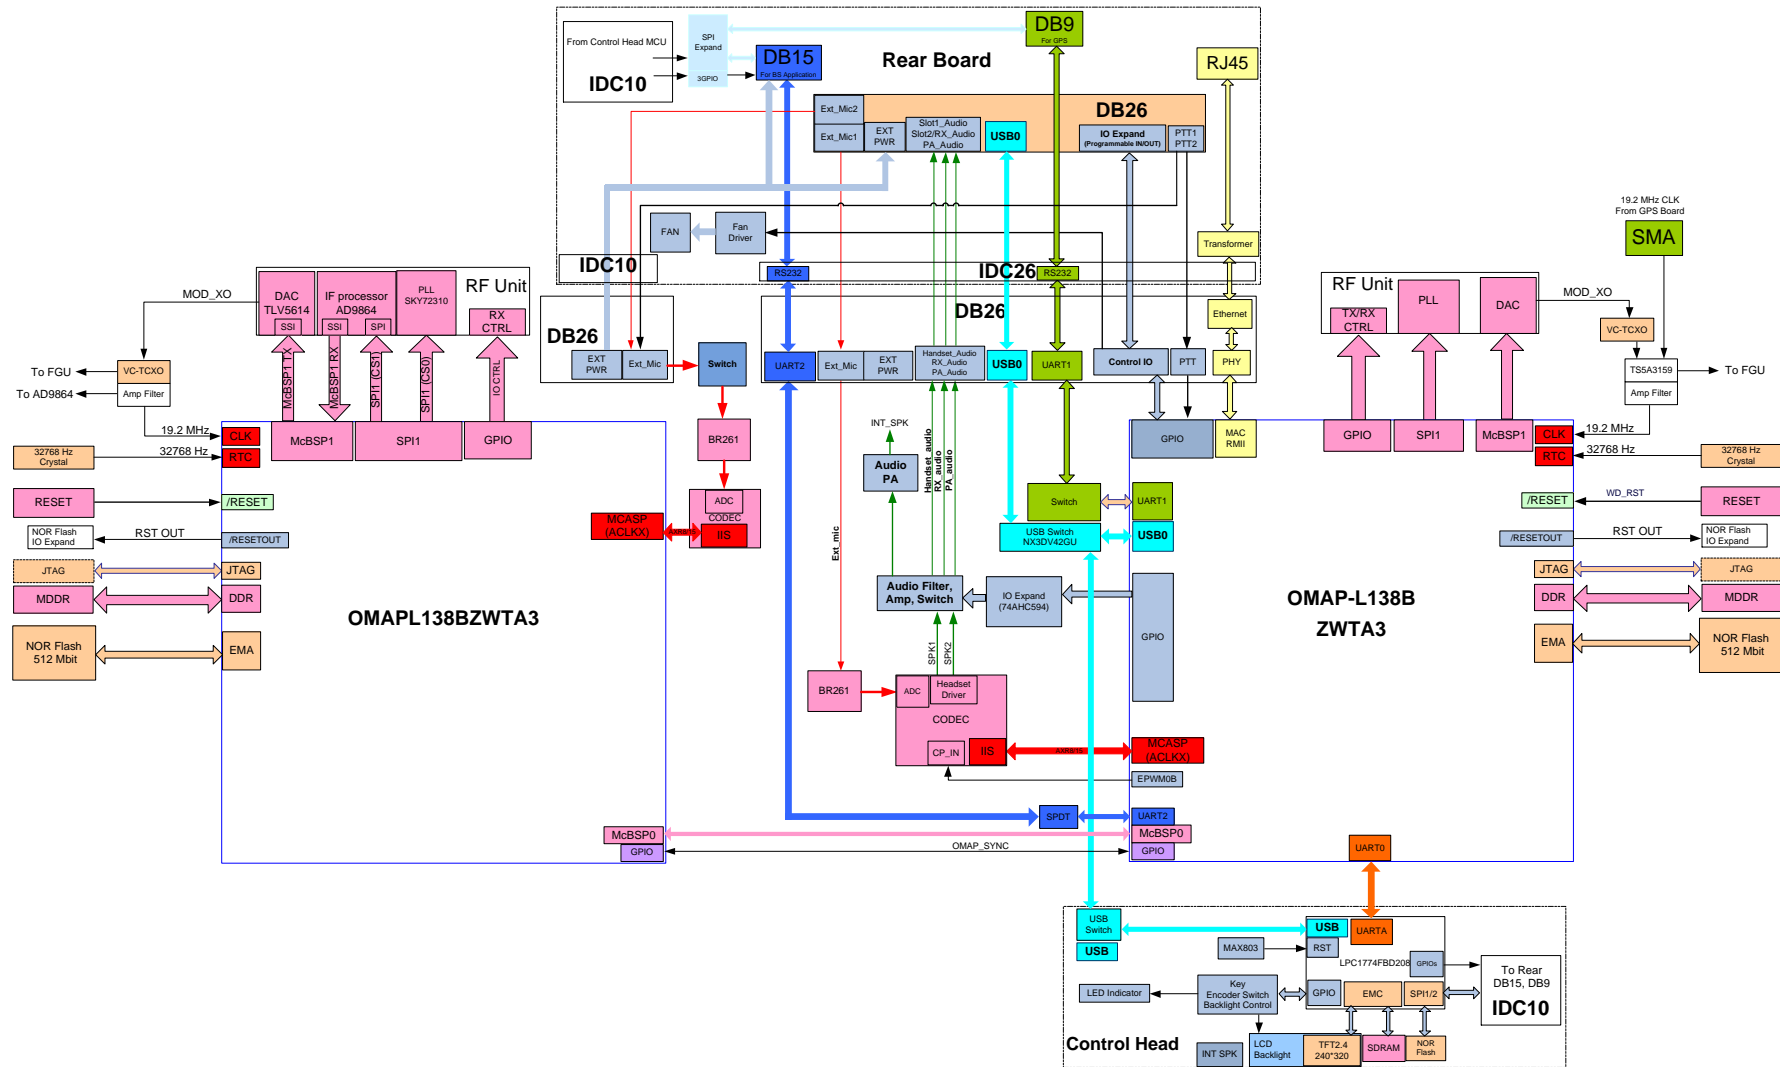 From Control Head MCU
IDC10
SPI
Expand
3GPIO
DB15
For BS Application
Rear Board
DB9
For GPS
RJ45
DB26
Ext_Mic2
Ext_Mic1
EXT
PWR
Slot1_Audio
Slot2/RX_Audio
PA_Audio
USB0
IO Expand
(Programmable IN/OUT)
PTT1
PTT2
FAN
Fan
Driver
Transformer
IDC10
RS232
IDC26
RS232
19.2 MHz CLK
From GPS Board
SMA
MOD_XO
DAC
TLV5614
SSI
IF processor
AD9864
SSI
SPI
PLL
SKY72310
RF Unit
RX
CTRL
McBSP1 TX
McBSP1 RX
SPI1 (CS1)
SPI1 (CS0)
IO CTRL
VC-TCXO
Amp Filter
To FGU
To AD9864
19.2 MHz
32768 Hz
32768 Hz
Crystal
CLK
RTC
McBSP1
SPI1
GPIO
RESET
/RESET
NOR Flash
IO Expand
RST OUT
/RESETOUT
JTAG
JTAG
MDDR
DDR
NOR Flash
512 Mbit
EMA
OMAPL138BZWTA3
MCASP
(ACLKX)
McBSP0
GPIO
DB26
EXT
PWR
Ext_Mic
Switch
BR261
ADC
CODEC
IIS
DB26
UART2
Ext_Mic
EXT
PWR
Handset_Audio
RX_Audio
PA_Audio
USB0
UART1
Control IO
PTT
Ethernet
PHY
INT_SPK
Audio
PA
Handset_audio
RX_audio
PA_audio
Ext_mic
Switch
USB Switch
NX3DV42GU
Audio Filter,
Amp, Switch
IO Expand
(74AHC594)
SPK1
SPK2
BR261
ADC
Headset
Driver
CODEC
CP_IN
IIS
AXR8/15
SPDT
OMAP_SYNC
GPIO
MAC
RMII
UART1
USB0
GPIO
MCASP
(ACLKX)
EPWM0B
UART2
McBSP0
GPIO
OMAP-L138B
ZWTA3
UART0
RF Unit
TX/RX
CTRL
PLL
DAC
MOD_XO
VC-TCXO
TS5A3159
Amp Filter
To FGU
GPIO
SPI1
McBSP1
CLK
RTC
19.2 MHz
32768 Hz
32768 Hz
Crystal
/RESET
WD_RST
RESET
/RESETOUT
RST OUT
NOR Flash
IO Expand
JTAG
JTAG
DDR
MDDR
EMA
NOR Flash
512 Mbit
USB
Switch
USB
USB
UARTA
MAX803
RST
LPC1774FBD208
GPIOs
To Rear
DB15, DB9
IDC10
LED Indicator
Key
Encoder Switch
Backlight Control
GPIO
EMC
SPI1/2
Control Head
INT SPK
LCD
Backlight
TFT2.4
240*320
SDRAM
NOR
Flash